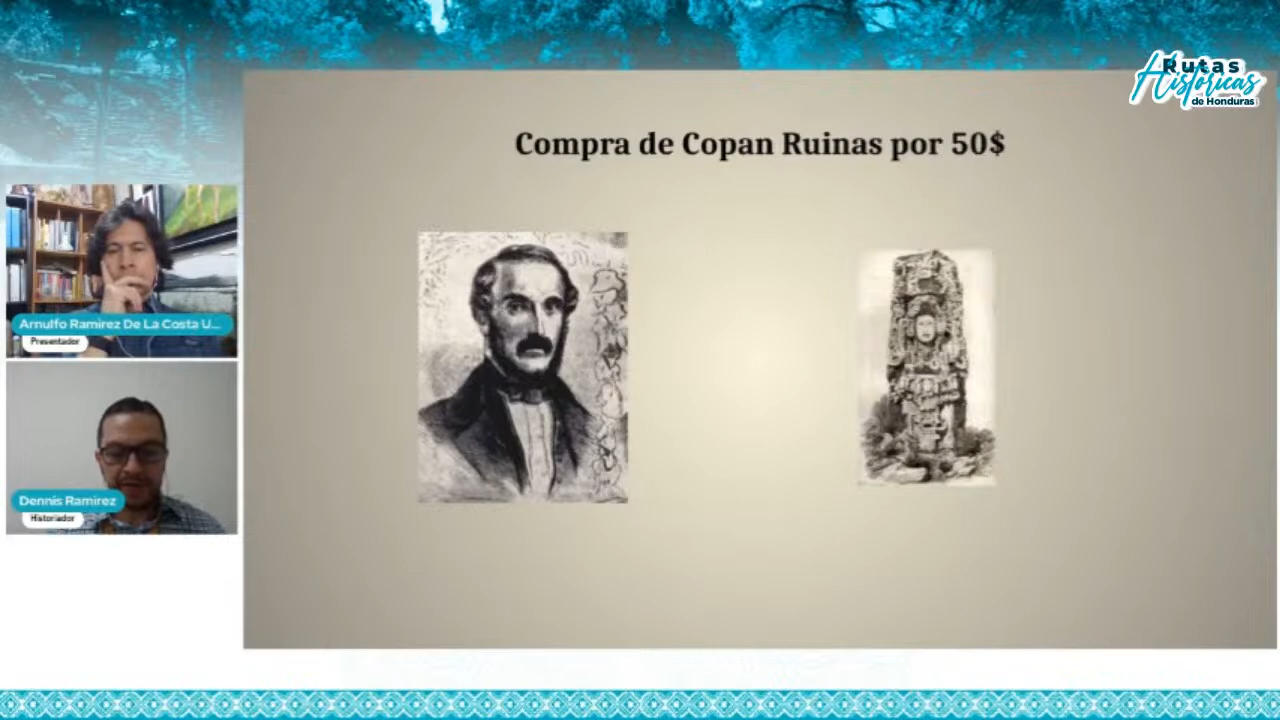 Rutas
Históricas
de Honduras
Compra de Copan Ruinas por 50$
Arnulfo Ramirez De La Costa U...
Presentador
Dennis Ramirez
Historiador